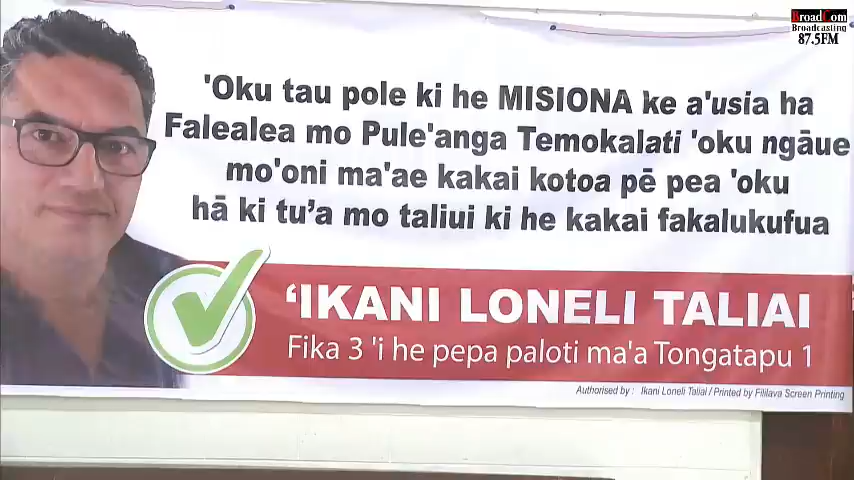 BroadCom
Broadcasting
87.5FM
'Oku tau pole ki he MISIONA ke a'usia ha
Falealea mo Pule'anga Temokalati 'oku ngāue
mo'oni ma'ae kakai kotoa pē pea 'oku
hā ki tu’a mo taliui ki he kakai fakalukufua
‘IKANI LONELI TALIAI
Fika 3 'i he pepa paloti ma'a Tongatapu 1
Authorised by : Ikani Loneli Taliai / Printed by Fililava Screen Printing